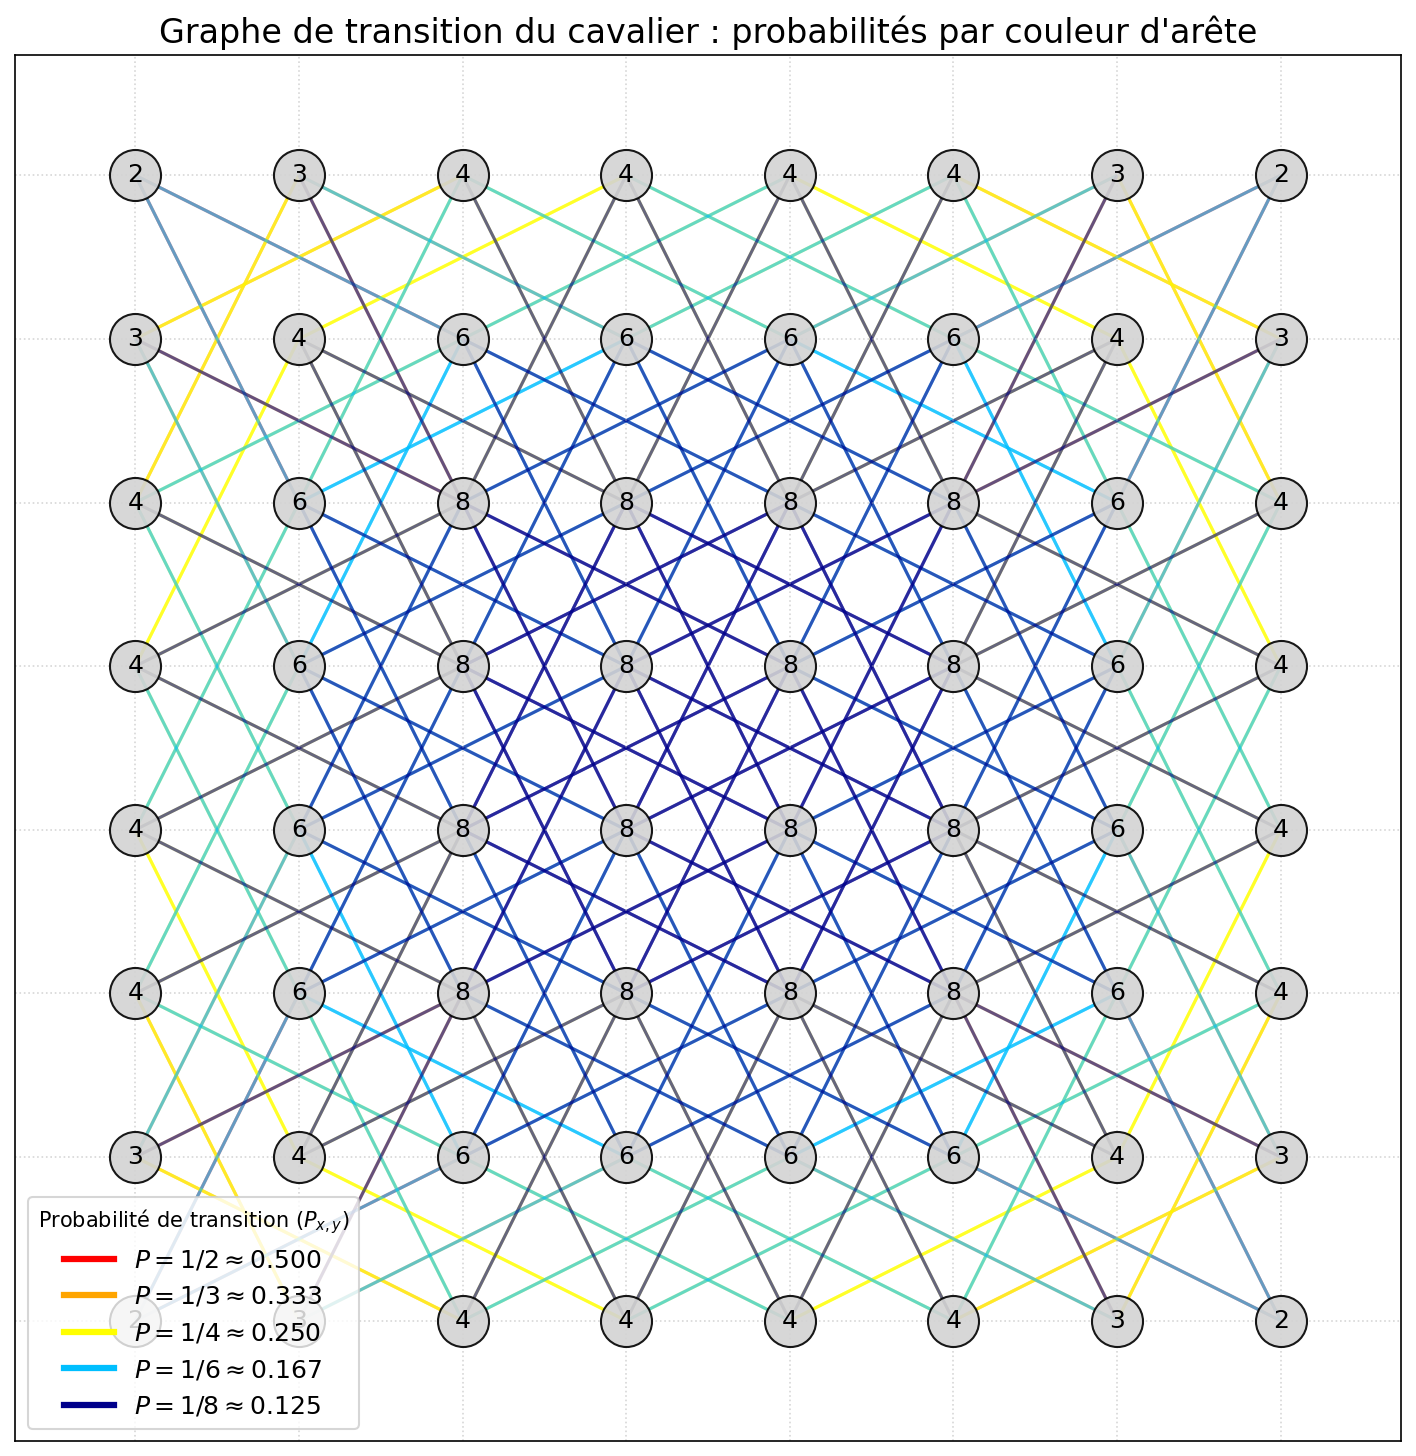 Graphe de transition du cavalier : probabilités par couleur d'arête
2 3 4 4 4 4 3 2
3 4 6 6 6 6 4 3
4 6 8 8 8 8 6 4
4 6 8 8 8 8 6 4
4 6 8 8 8 8 6 4
4 6 8 8 8 8 6 4
3 4 6 6 6 6 4 3
2 3 4 4 4 4 3 2
Probabilité de transition (P_{x,y})
P = 1/2 ≈ 0.500
P = 1/3 ≈ 0.333
P = 1/4 ≈ 0.250
P = 1/6 ≈ 0.167
P = 1/8 ≈ 0.125